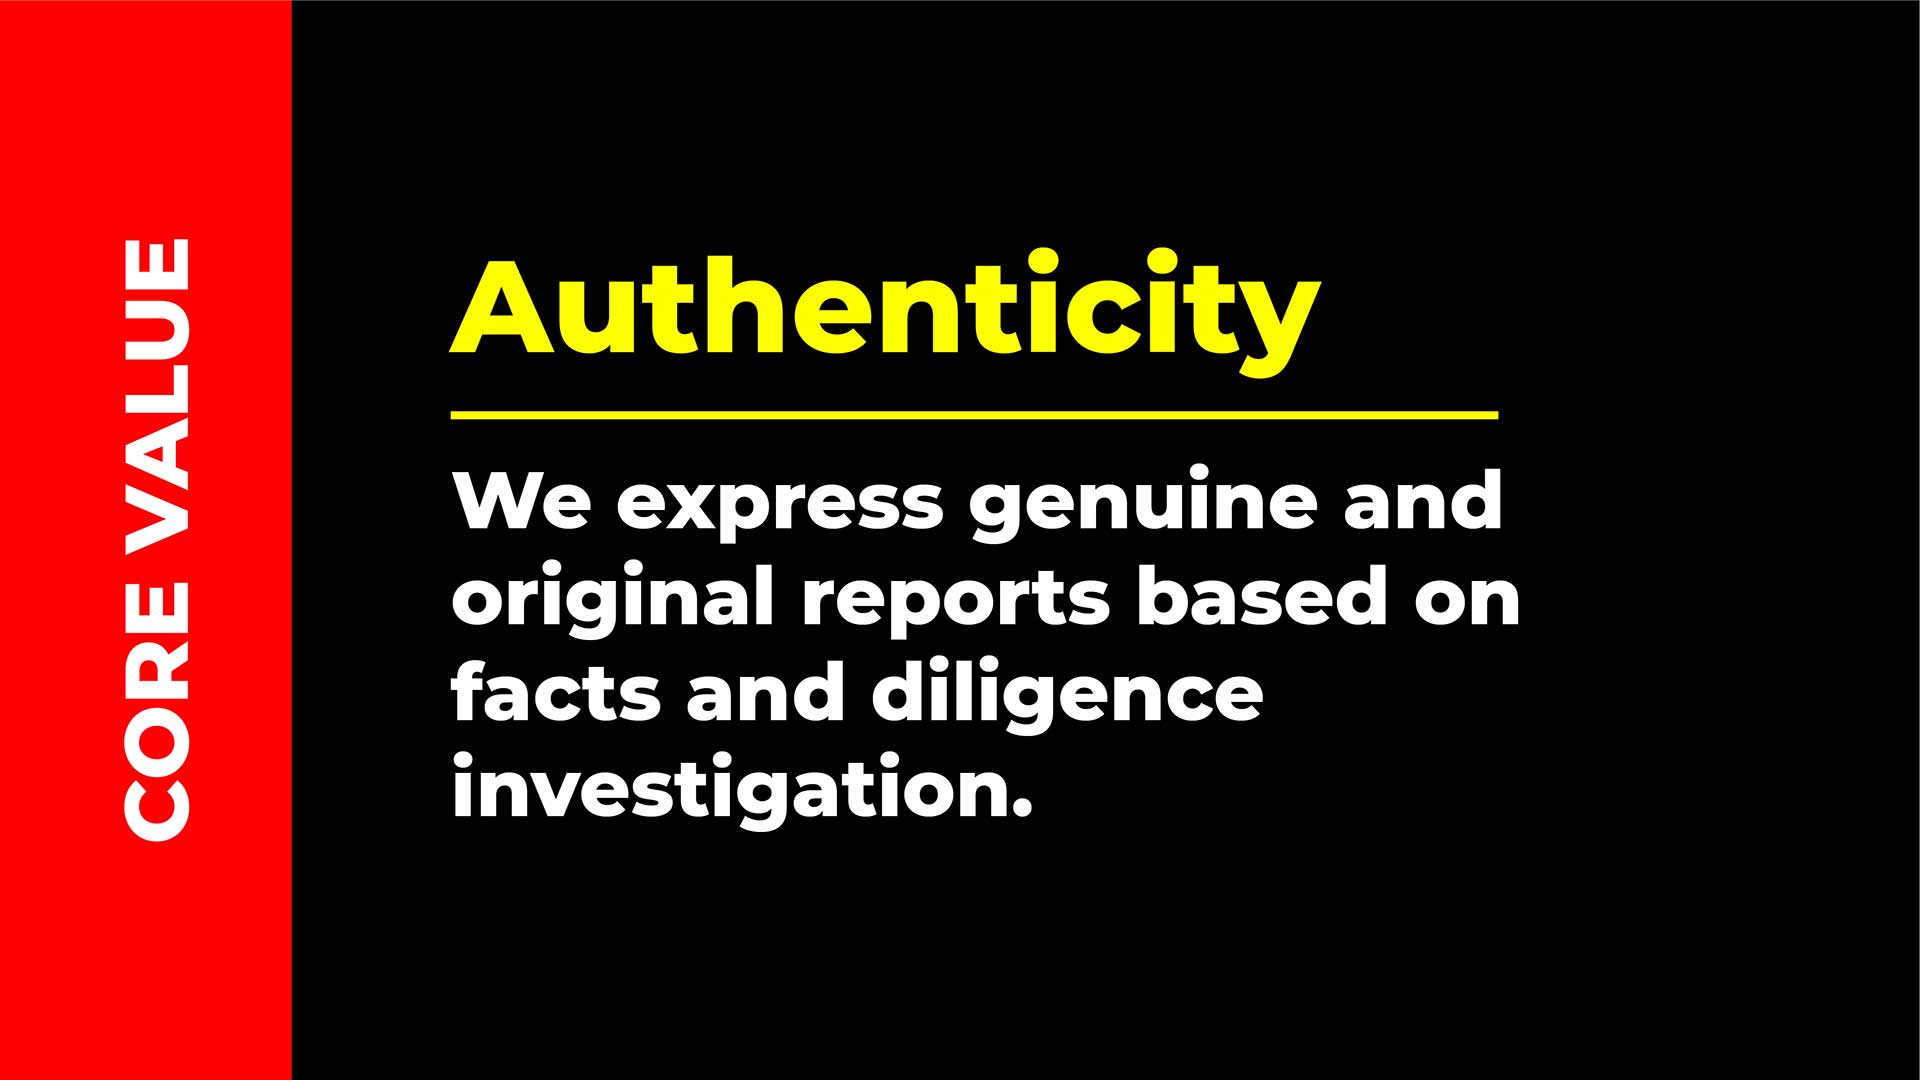 CORE VALUE
Authenticity
We express genuine and
original reports based on
facts and diligence
investigation.